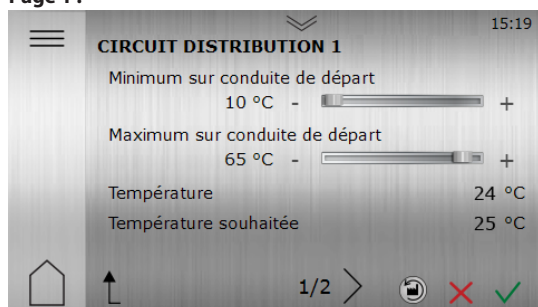 15:19
CIRCUIT DISTRIBUTION 1
Minimum sur conduite de départ
10 °C - +
Maximum sur conduite de départ
65 °C - +
Température 24 °C
Température souhaitée 25 °C
1/2